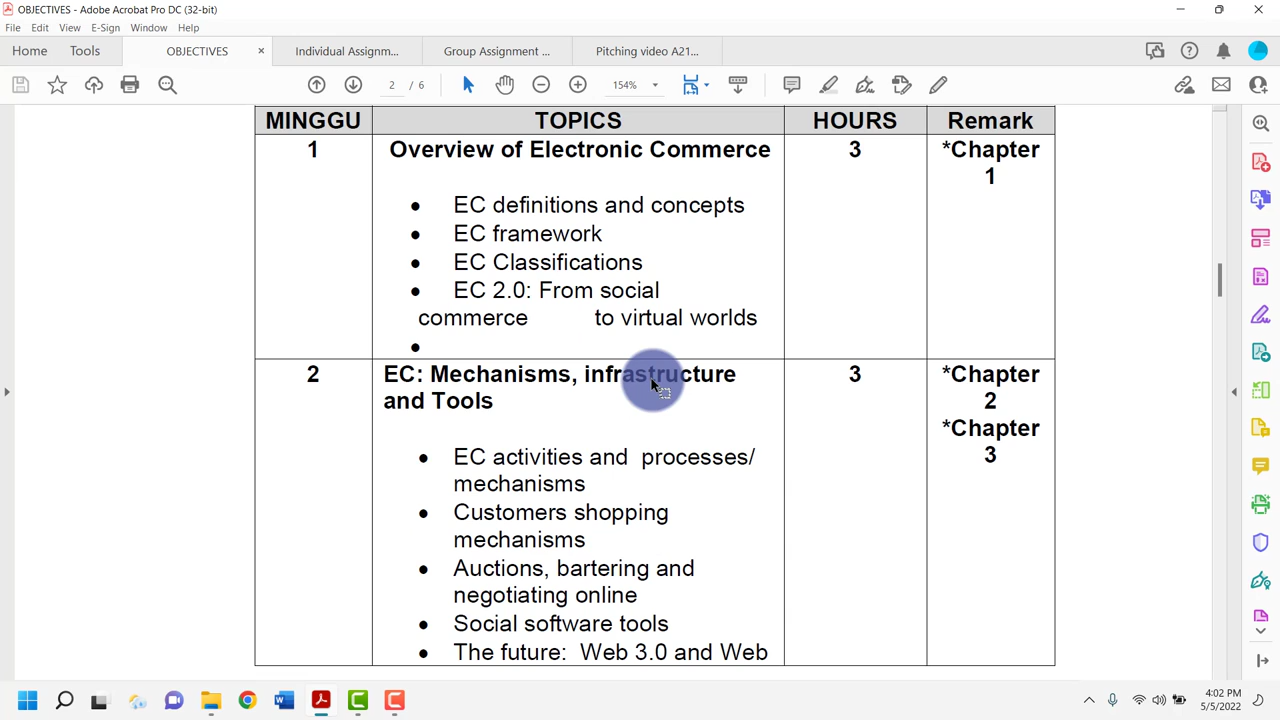 OBJECTIVES - Adobe Acrobat Pro DC (32-bit)
File Edit View E-Sign Window Help
Home Tools OBJECTIVES × Individual Assignm... Group Assignment ... Pitching video A21...
2 / 6 154%
MINGGU TOPICS HOURS Remark
1 Overview of Electronic Commerce 3 *Chapter
1
• EC definitions and concepts
• EC framework
• EC Classifications
• EC 2.0: From social
commerce to virtual worlds
•
2 EC: Mechanisms, infrastructure 3 *Chapter
and Tools 2
*Chapter
3
• EC activities and processes/
mechanisms
• Customers shopping
mechanisms
• Auctions, bartering and
negotiating online
• Social software tools
• The future: Web 3.0 and Web
4:02 PM
5/5/2022